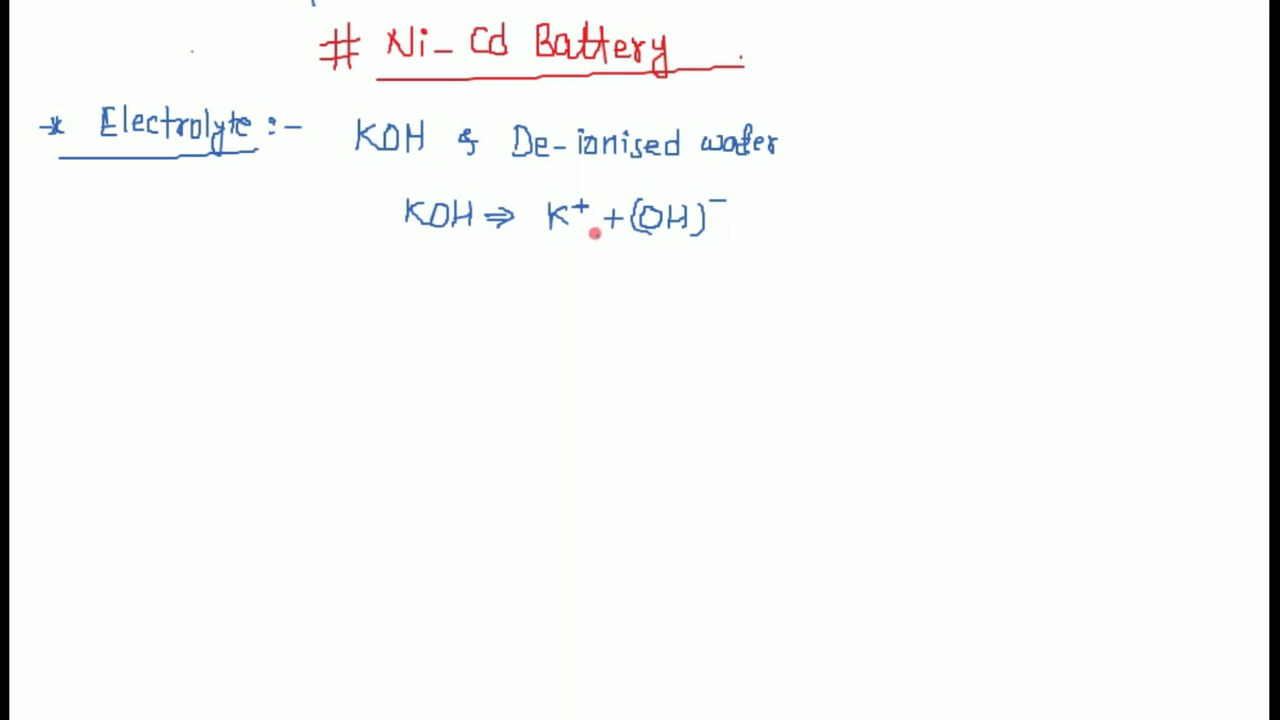 # Ni-Cd Battery
* Electrolyte :- KOH & De-ionised water
KOH ⇒ K⁺ + (OH)⁻